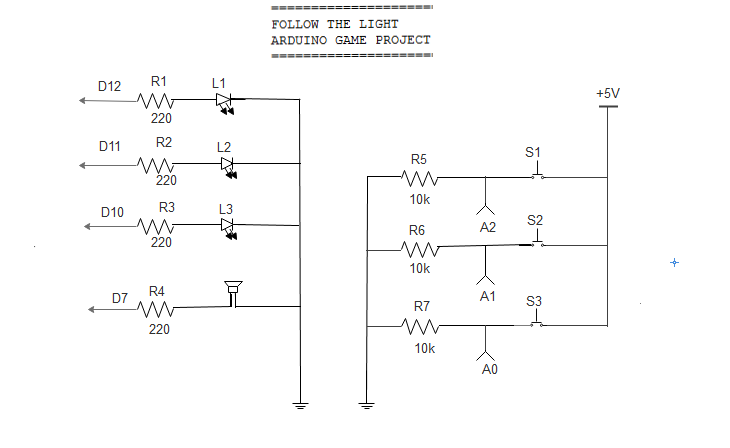 FOLLOW THE LIGHT
ARDUINO GAME PROJECT
D12
R1
220
L1
D11
R2
220
L2
D10
R3
220
L3
D7
R4
220
+5V
R5
10k
S1
A2
R6
10k
S2
A1
R7
10k
S3
A0